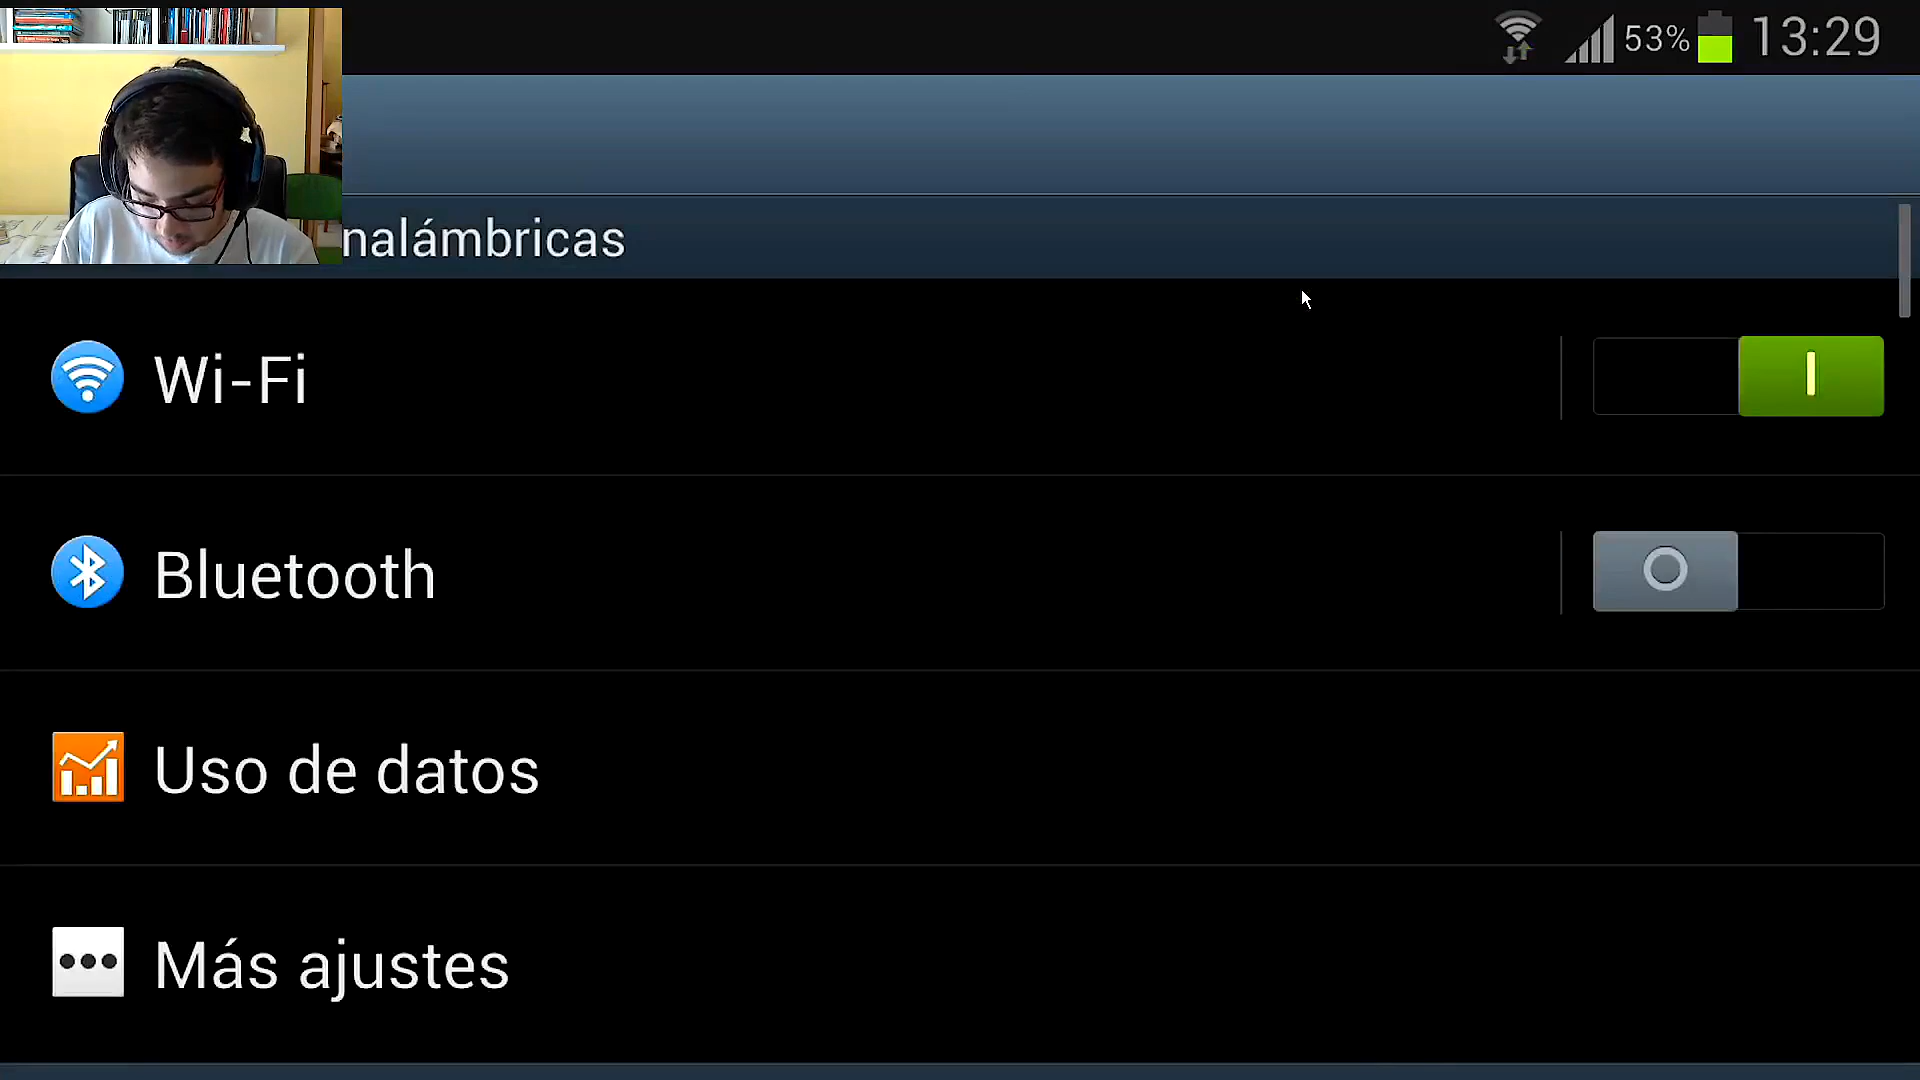 53% 13:29
nalámbricas
Wi-Fi
Bluetooth
Uso de datos
Más ajustes